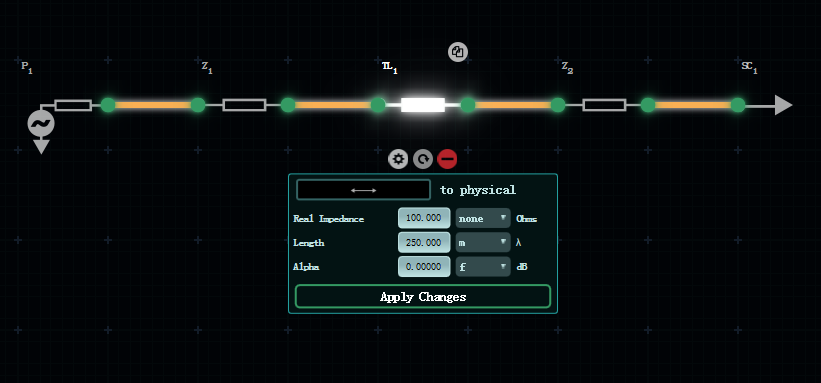 P1 Z1 TL1 Z2 SC1
to physical
Real Impedance 100.000 none Ohms
Length 250.000 m λ
Alpha 0.00000 f dB
Apply Changes